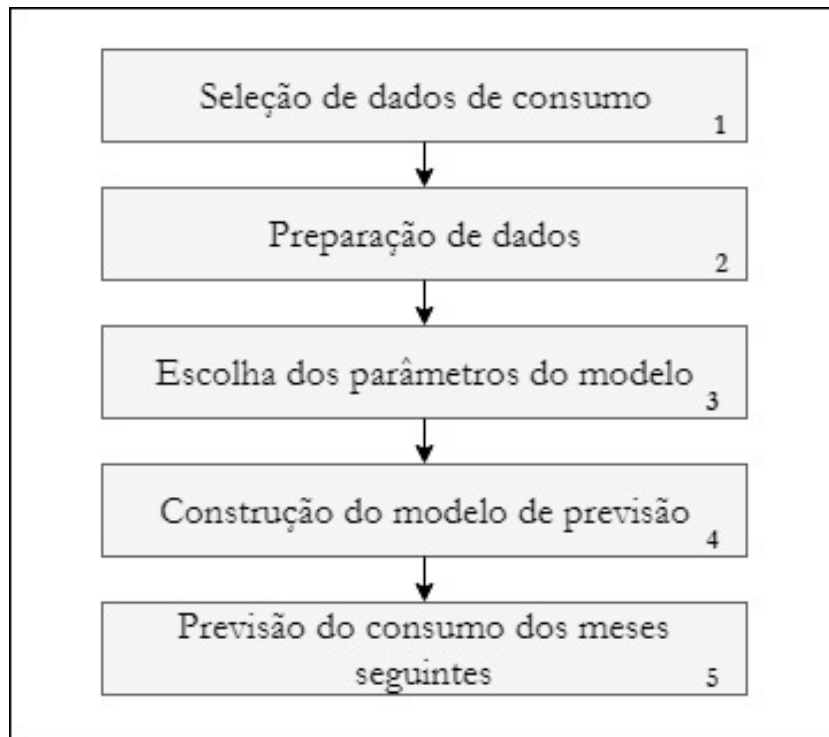 Seleção de dados de consumo
1
Preparação de dados
2
Escolha dos parâmetros do modelo
3
Construção do modelo de previsão
4
Previsão do consumo dos meses
seguintes
5